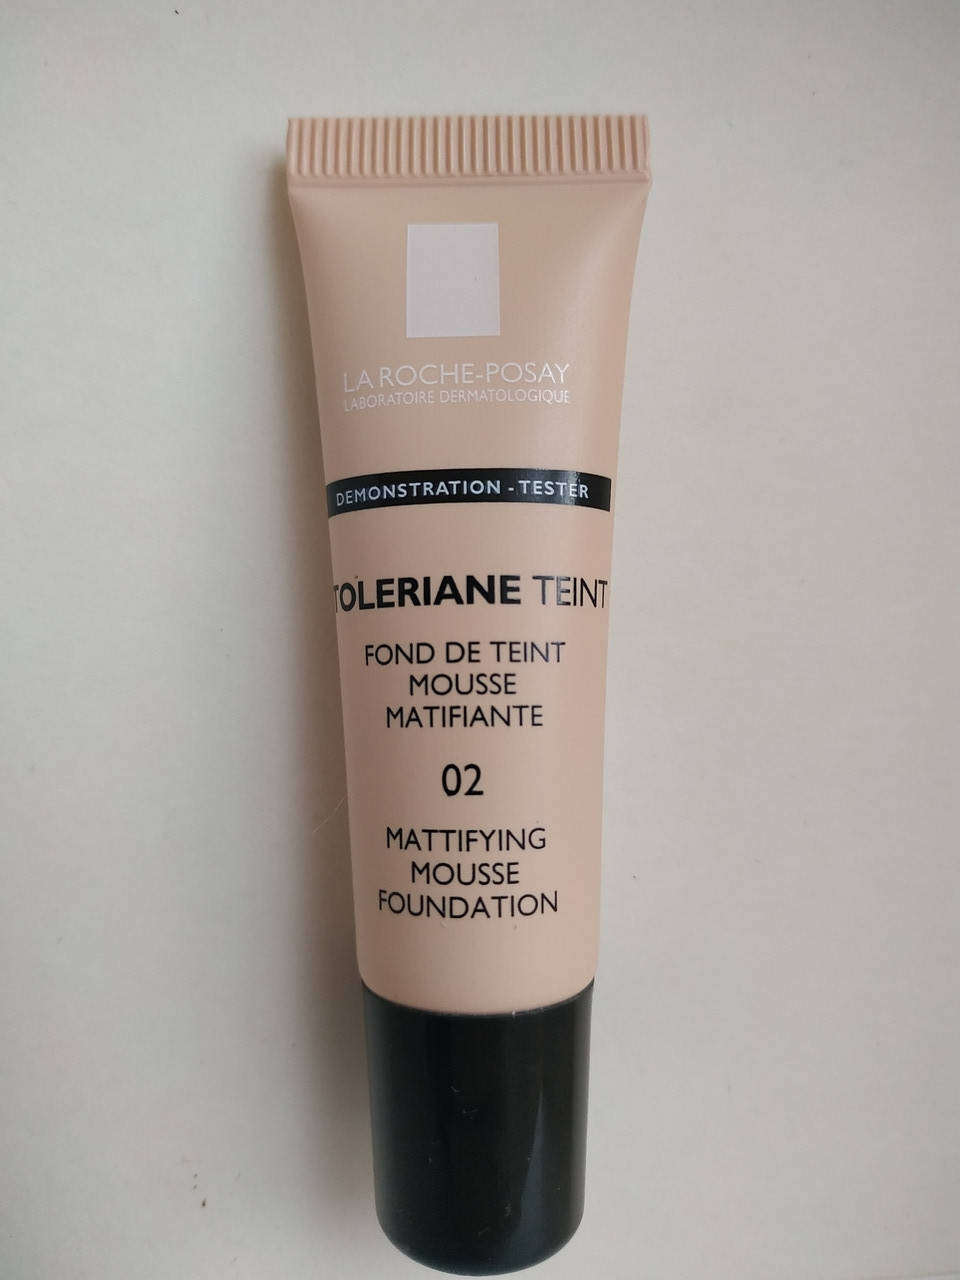 LA ROCHE-POSAY
LABORATOIRE DERMATOLOGIQUE
DEMONSTRATION - TESTER
TOLERIANE TEINT
FOND DE TEINT
MOUSSE
MATIFIANTE
02
MATTIFYING
MOUSSE
FOUNDATION